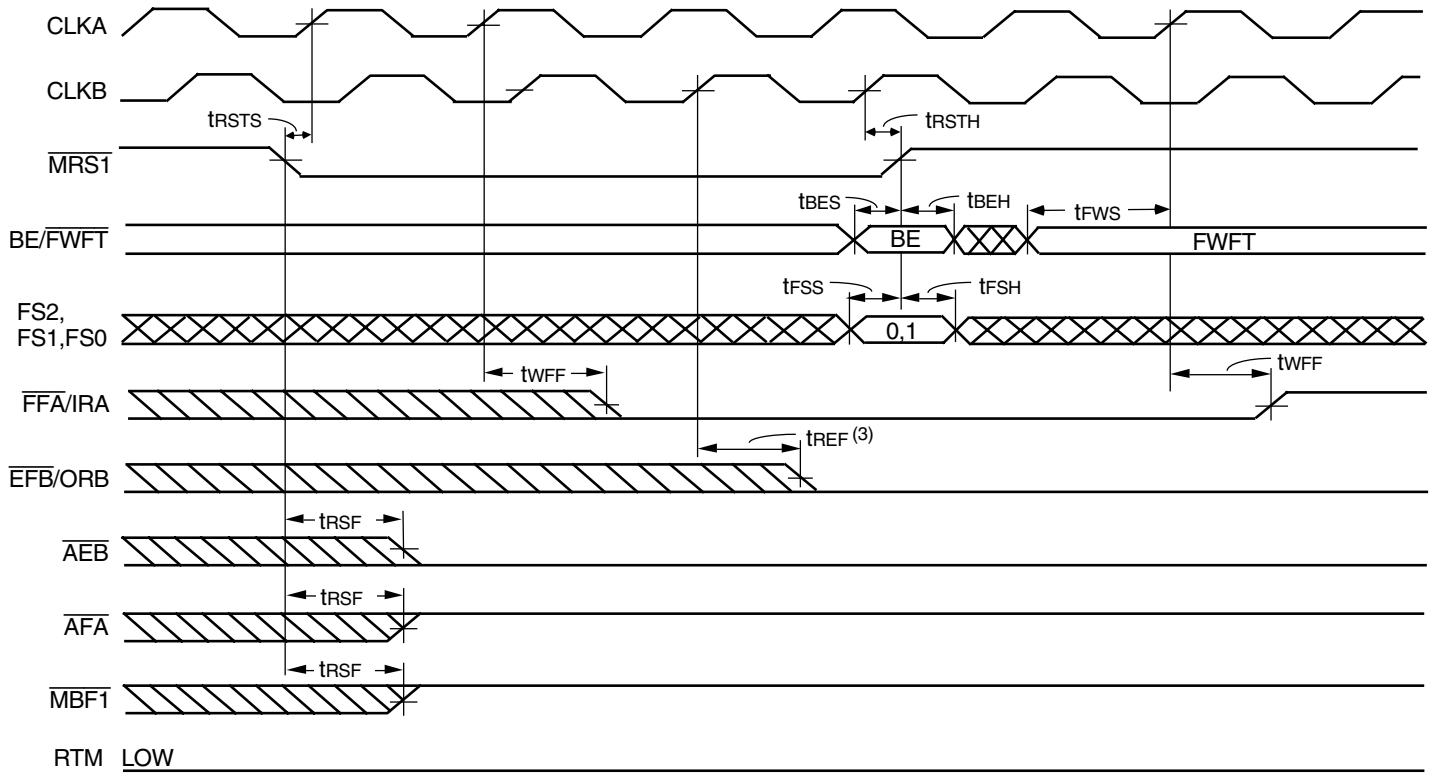 CLKA
CLKB
tRSTS
tRSTH
MRS1
tBES
tBEH
tFWS
BE/FWFT
BE
FWFT
tFSS
tFSH
FS2,
FS1,FS0
0,1
tWFF
tWFF
FFA/IRA
tREF (3)
EFB/ORB
tRSF
AEB
tRSF
AFA
tRSF
MBF1
RTM LOW